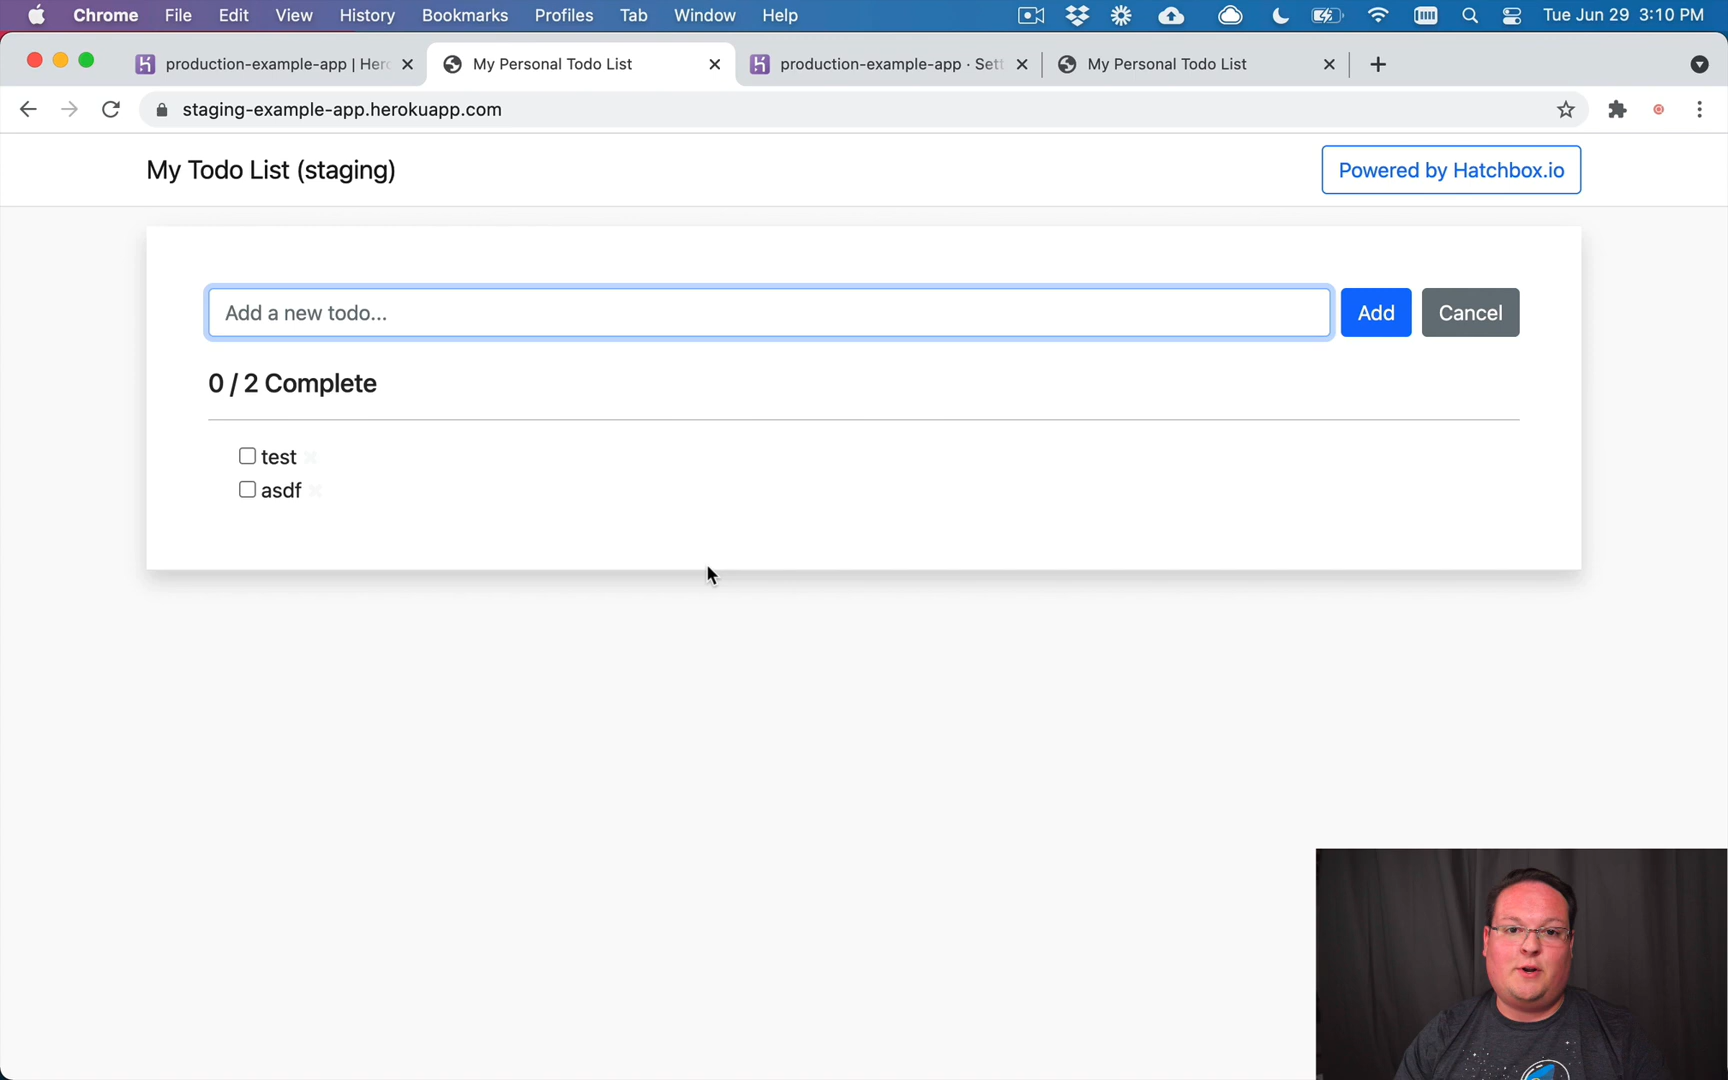 Chrome File Edit View History Bookmarks Profiles Tab Window Help Tue Jun 29 3:10 PM
production-example-app | Her My Personal Todo List production-example-app · Sett My Personal Todo List
staging-example-app.herokuapp.com
My Todo List (staging) Powered by Hatchbox.io
Add a new todo... Add Cancel
0 / 2 Complete
test
asdf